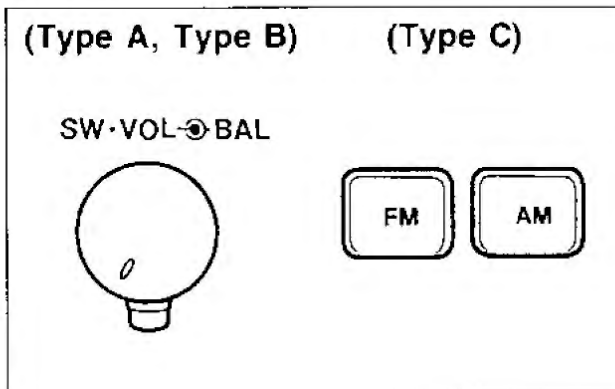 (Type A, Type B) (Type C)
SW·VOL-⦿-BAL
FM AM